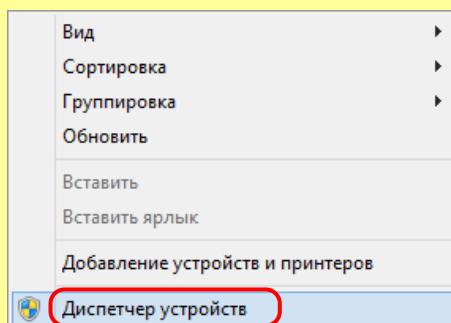 Вид
Сортировка
Группировка
Обновить
Вставить
Вставить ярлык
Добавление устройств и принтеров
Диспетчер устройств